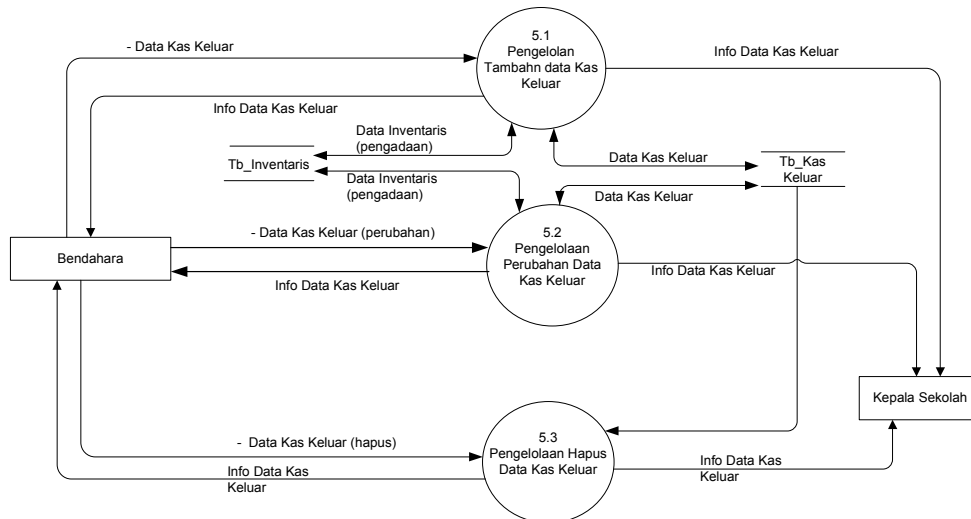 5.1
Pengelolan
Tambahn data Kas
Keluar
- Data Kas Keluar
Info Data Kas Keluar
Info Data Kas Keluar
Data Inventaris
(pengadaan)
Tb_Inventaris
Data Inventaris
(pengadaan)
Data Kas Keluar
Tb_Kas
Keluar
Data Kas Keluar
5.2
Pengelolaan
Perubahan Data
Kas Keluar
- Data Kas Keluar (perubahan)
Bendahara
Info Data Kas Keluar
Info Data Kas Keluar
Kepala Sekolah
5.3
Pengelolaan Hapus
Data Kas Keluar
- Data Kas Keluar (hapus)
Info Data Kas
Keluar
Info Data Kas
Keluar